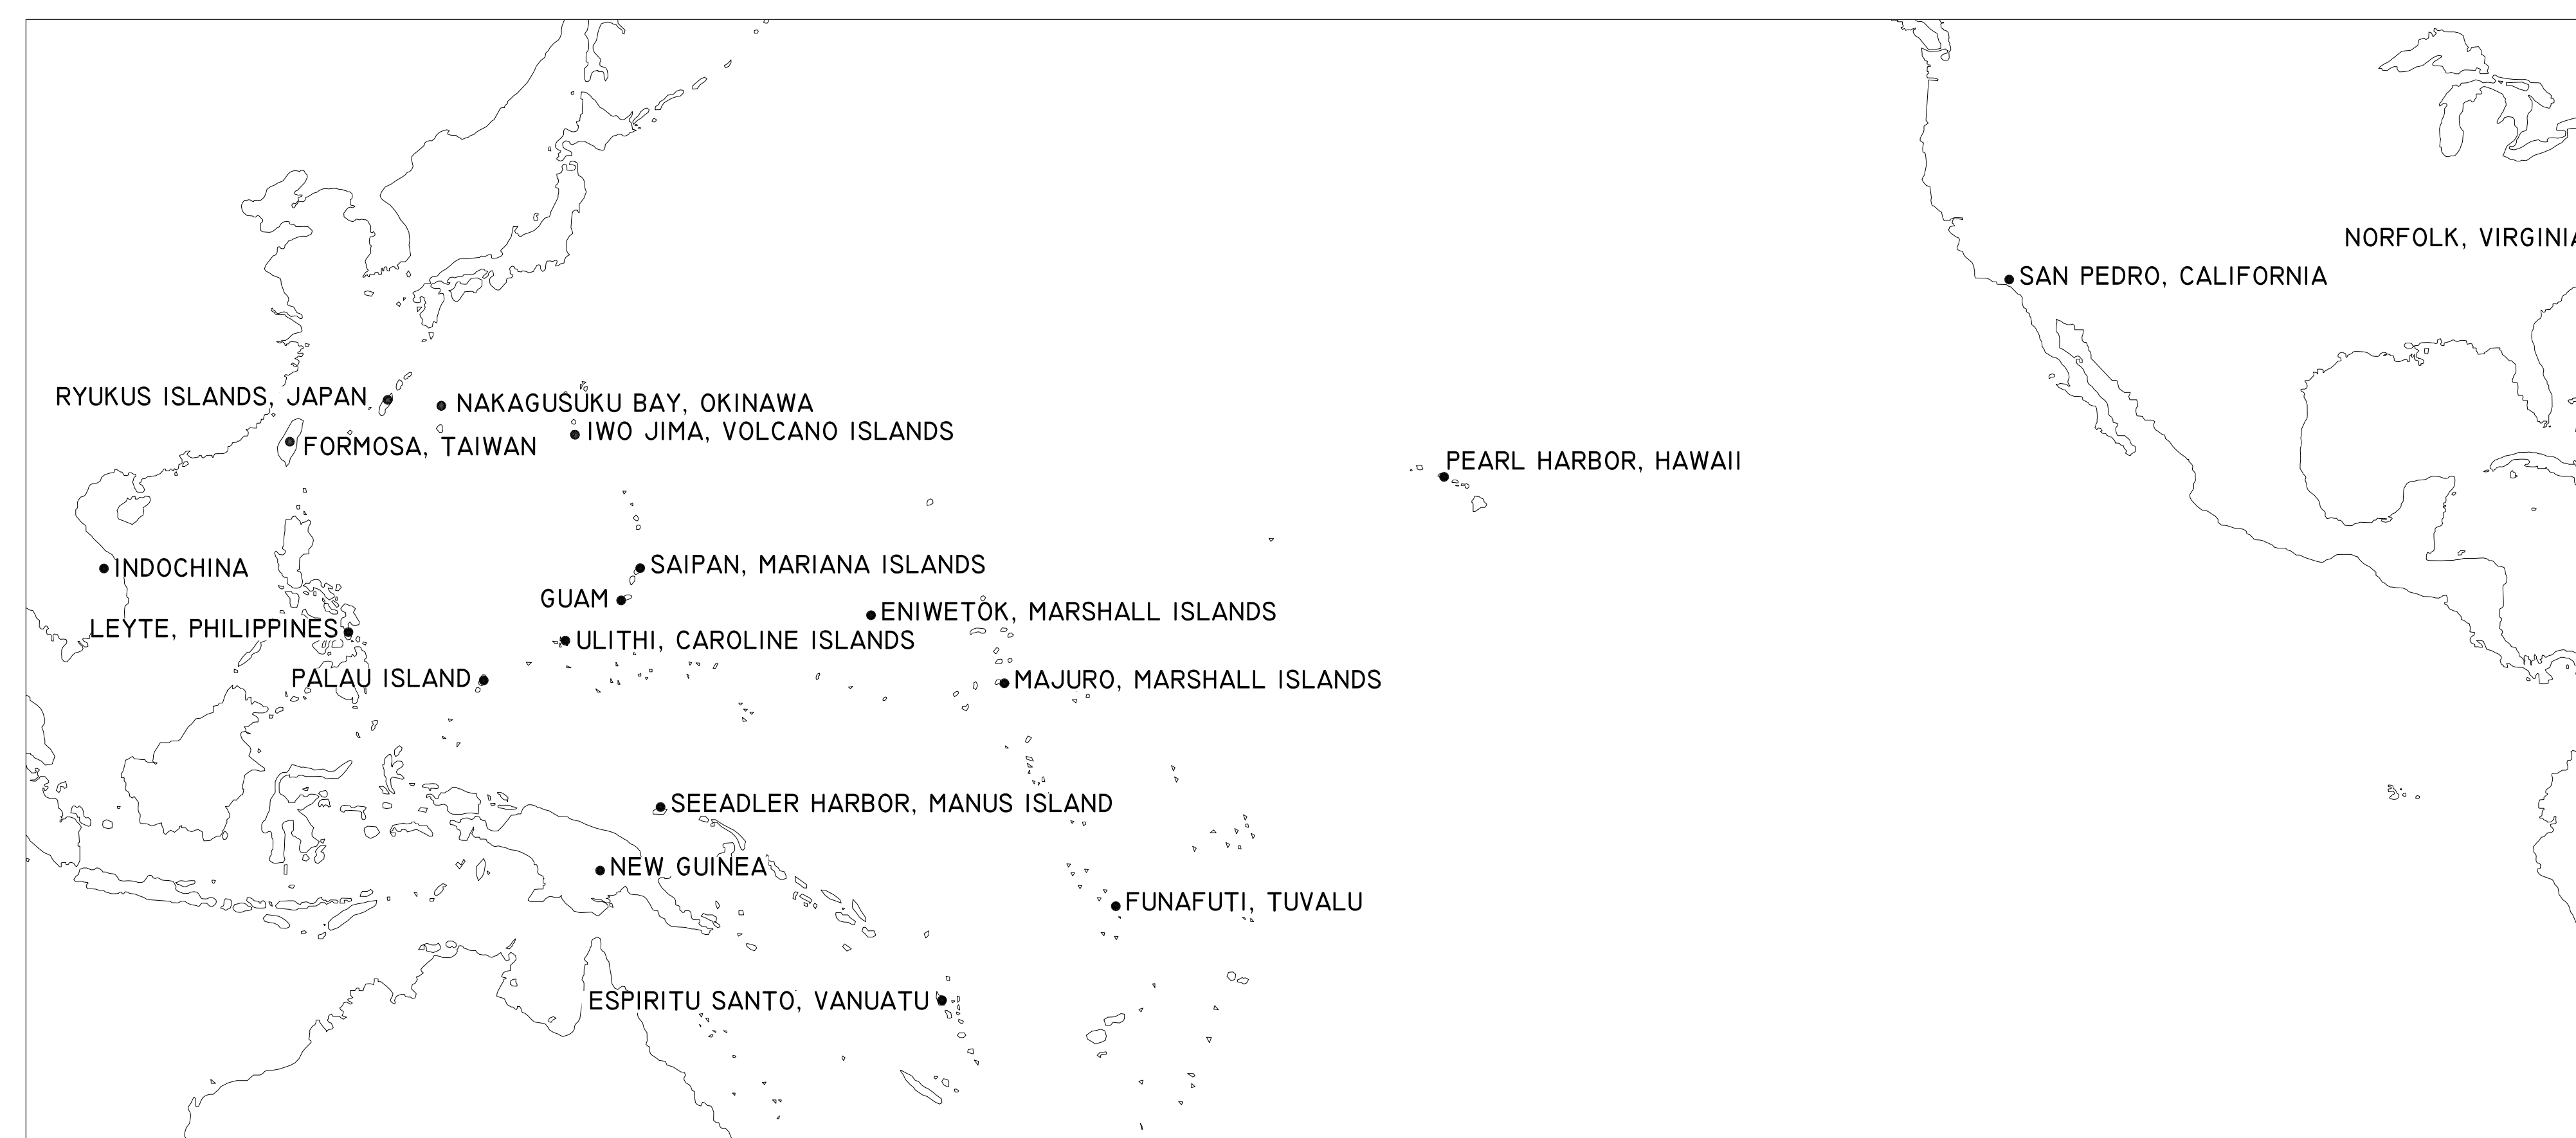 NORFOLK, VIRGINIA
SAN PEDRO, CALIFORNIA
RYUKUS ISLANDS, JAPAN
NAKAGUSUKU BAY, OKINAWA
IWO JIMA, VOLCANO ISLANDS
FORMOSA, TAIWAN
PEARL HARBOR, HAWAII
INDOCHINA
SAIPAN, MARIANA ISLANDS
GUAM
ENIWETOK, MARSHALL ISLANDS
LEYTE, PHILIPPINES
ULITHI, CAROLINE ISLANDS
PALAU ISLAND
MAJURO, MARSHALL ISLANDS
SEEADLER HARBOR, MANUS ISLAND
NEW GUINEA
FUNAFUTI, TUVALU
ESPIRITU SANTO, VANUATU